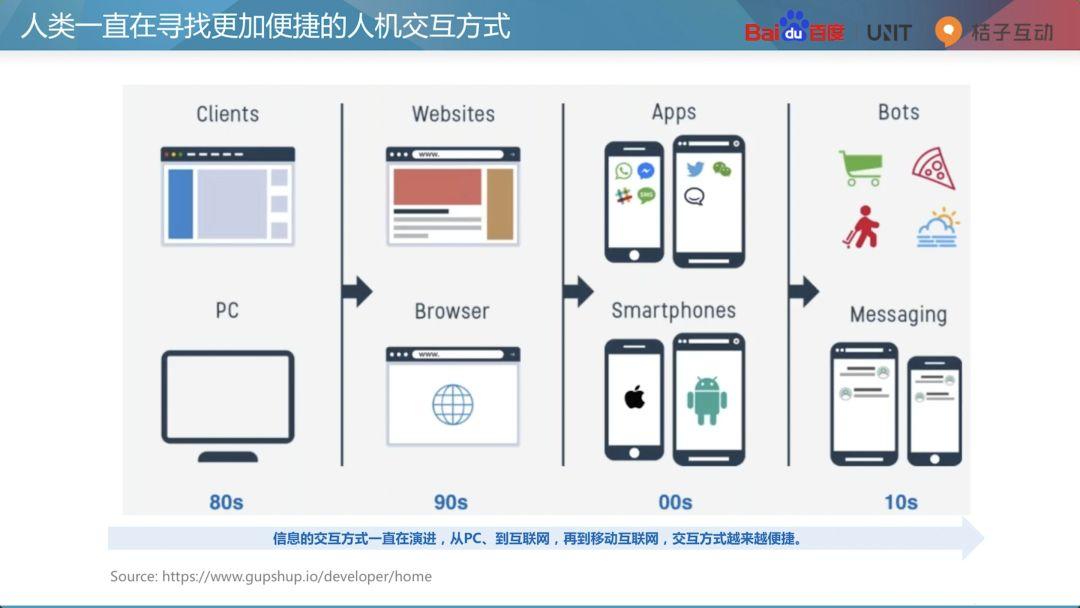 人类一直在寻找更加便捷的人机交互方式
Baidu百度 UNIT 桔子互动
Clients
Websites
Apps
Bots
www.
SMS
PC
Browser
Smartphones
Messaging
www.
80s
90s
00s
10s
信息的交互方式一直在演进，从PC、到互联网，再到移动互联网，交互方式越来越便捷。
Source: https://www.gupshup.io/developer/home